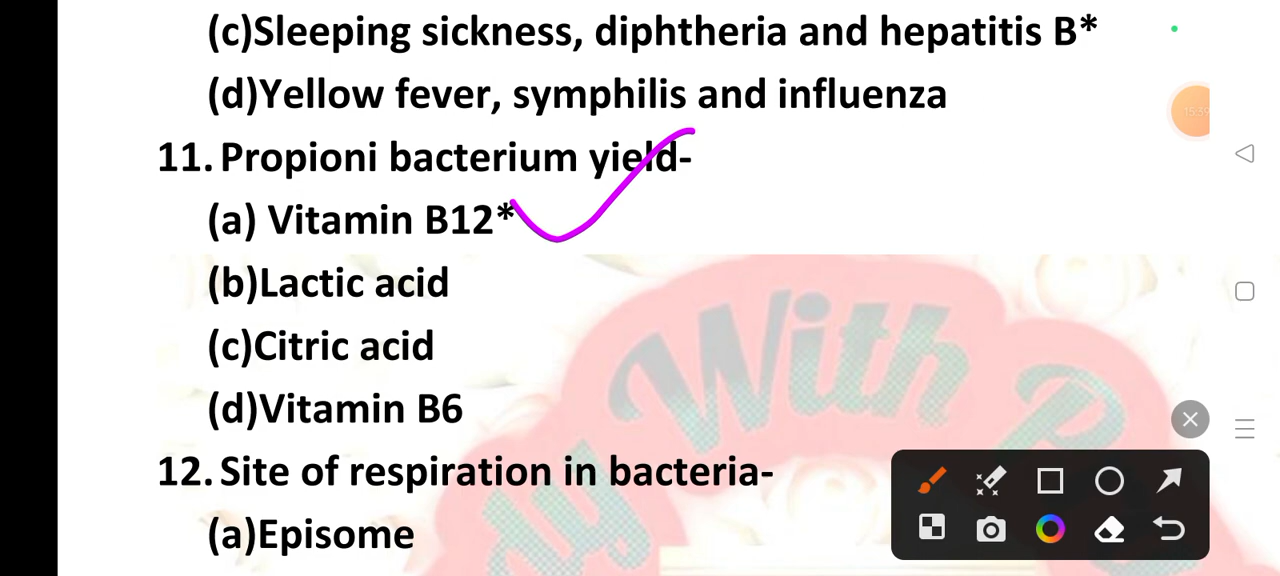 (c)Sleeping sickness, diphtheria and hepatitis B*
(d)Yellow fever, symphilis and influenza
11. Propioni bacterium yield-
(a) Vitamin B12*
(b)Lactic acid
(c)Citric acid
(d)Vitamin B6
12. Site of respiration in bacteria-
(a)Episome
With